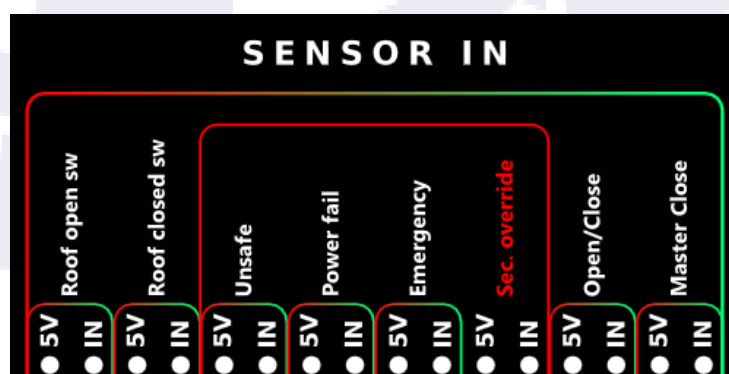 SENSOR IN
Roof open sw
Roof closed sw
Unsafe
Power fail
Emergency
Sec. override
Open/Close
Master Close
5V IN 5V IN 5V IN 5V IN 5V IN 5V IN 5V IN 5V IN